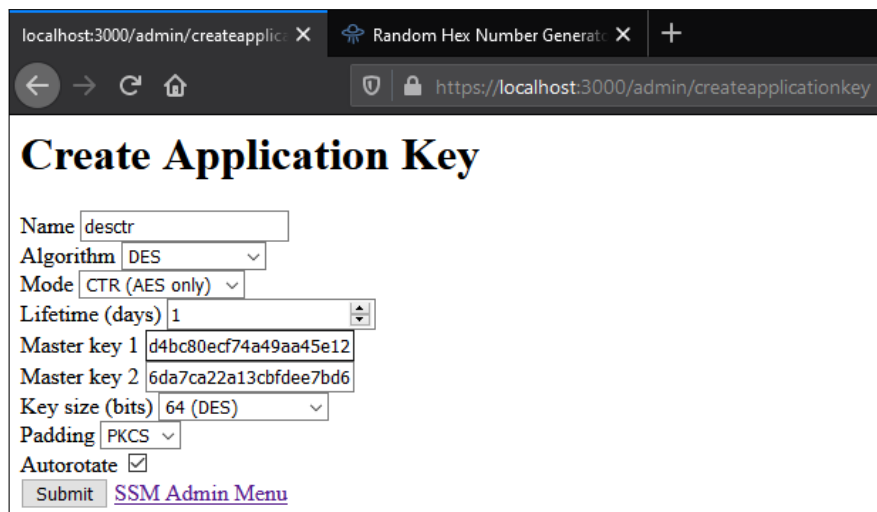 localhost:3000/admin/createapplica
Random Hex Number Generato
https://localhost:3000/admin/createapplicationkey
Create Application Key
Name desctr
Algorithm DES
Mode CTR (AES only)
Lifetime (days) 1
Master key 1 d4bc80ecf74a49aa45e12
Master key 2 6da7ca22a13cbfdee7bd6
Key size (bits) 64 (DES)
Padding PKCS
Autorotate
Submit SSM Admin Menu